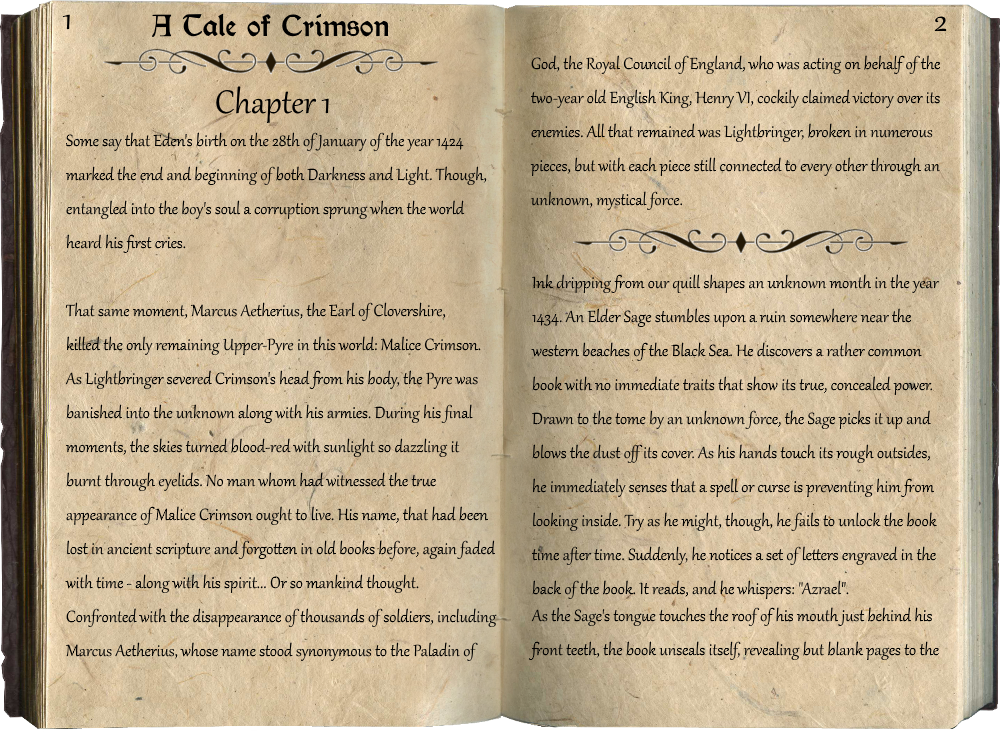 1
A Tale of Crimson
Chapter 1
Some say that Eden's birth on the 28th of January of the year 1424
marked the end and beginning of both Darkness and Light. Though,
entangled into the boy's soul a corruption sprung when the world
heard his first cries.
That same moment, Marcus Aetherius, the Earl of Clovershire,
killed the only remaining Upper-Pyre in this world: Malice Crimson.
As Lightbringer severed Crimson's head from his body, the Pyre was
banished into the unknown along with his armies. During his final
moments, the skies turned blood-red with sunlight so dazzling it
burnt through eyelids. No man whom had witnessed the true
appearance of Malice Crimson ought to live. His name, that had been
lost in ancient scripture and forgotten in old books before, again faded
with time - along with his spirit... Or so mankind thought.
Confronted with the disappearance of thousands of soldiers, including
Marcus Aetherius, whose name stood synonymous to the Paladin of
2
God, the Royal Council of England, who was acting on behalf of the
two-year old English King, Henry VI, cockily claimed victory over its
enemies. All that remained was Lightbringer, broken in numerous
pieces, but with each piece still connected to every other through an
unknown, mystical force.
Ink dripping from our quill shapes an unknown month in the year
1434. An Elder Sage stumbles upon a ruin somewhere near the
western beaches of the Black Sea. He discovers a rather common
book with no immediate traits that show its true, concealed power.
Drawn to the tome by an unknown force, the Sage picks it up and
blows the dust off its cover. As his hands touch its rough outsides,
he immediately senses that a spell or curse is preventing him from
looking inside. Try as he might, though, he fails to unlock the book
time after time. Suddenly, he notices a set of letters engraved in the
back of the book. It reads, and he whispers: "Azrael".
As the Sage's tongue touches the roof of his mouth just behind his
front teeth, the book unseals itself, revealing but blank pages to the